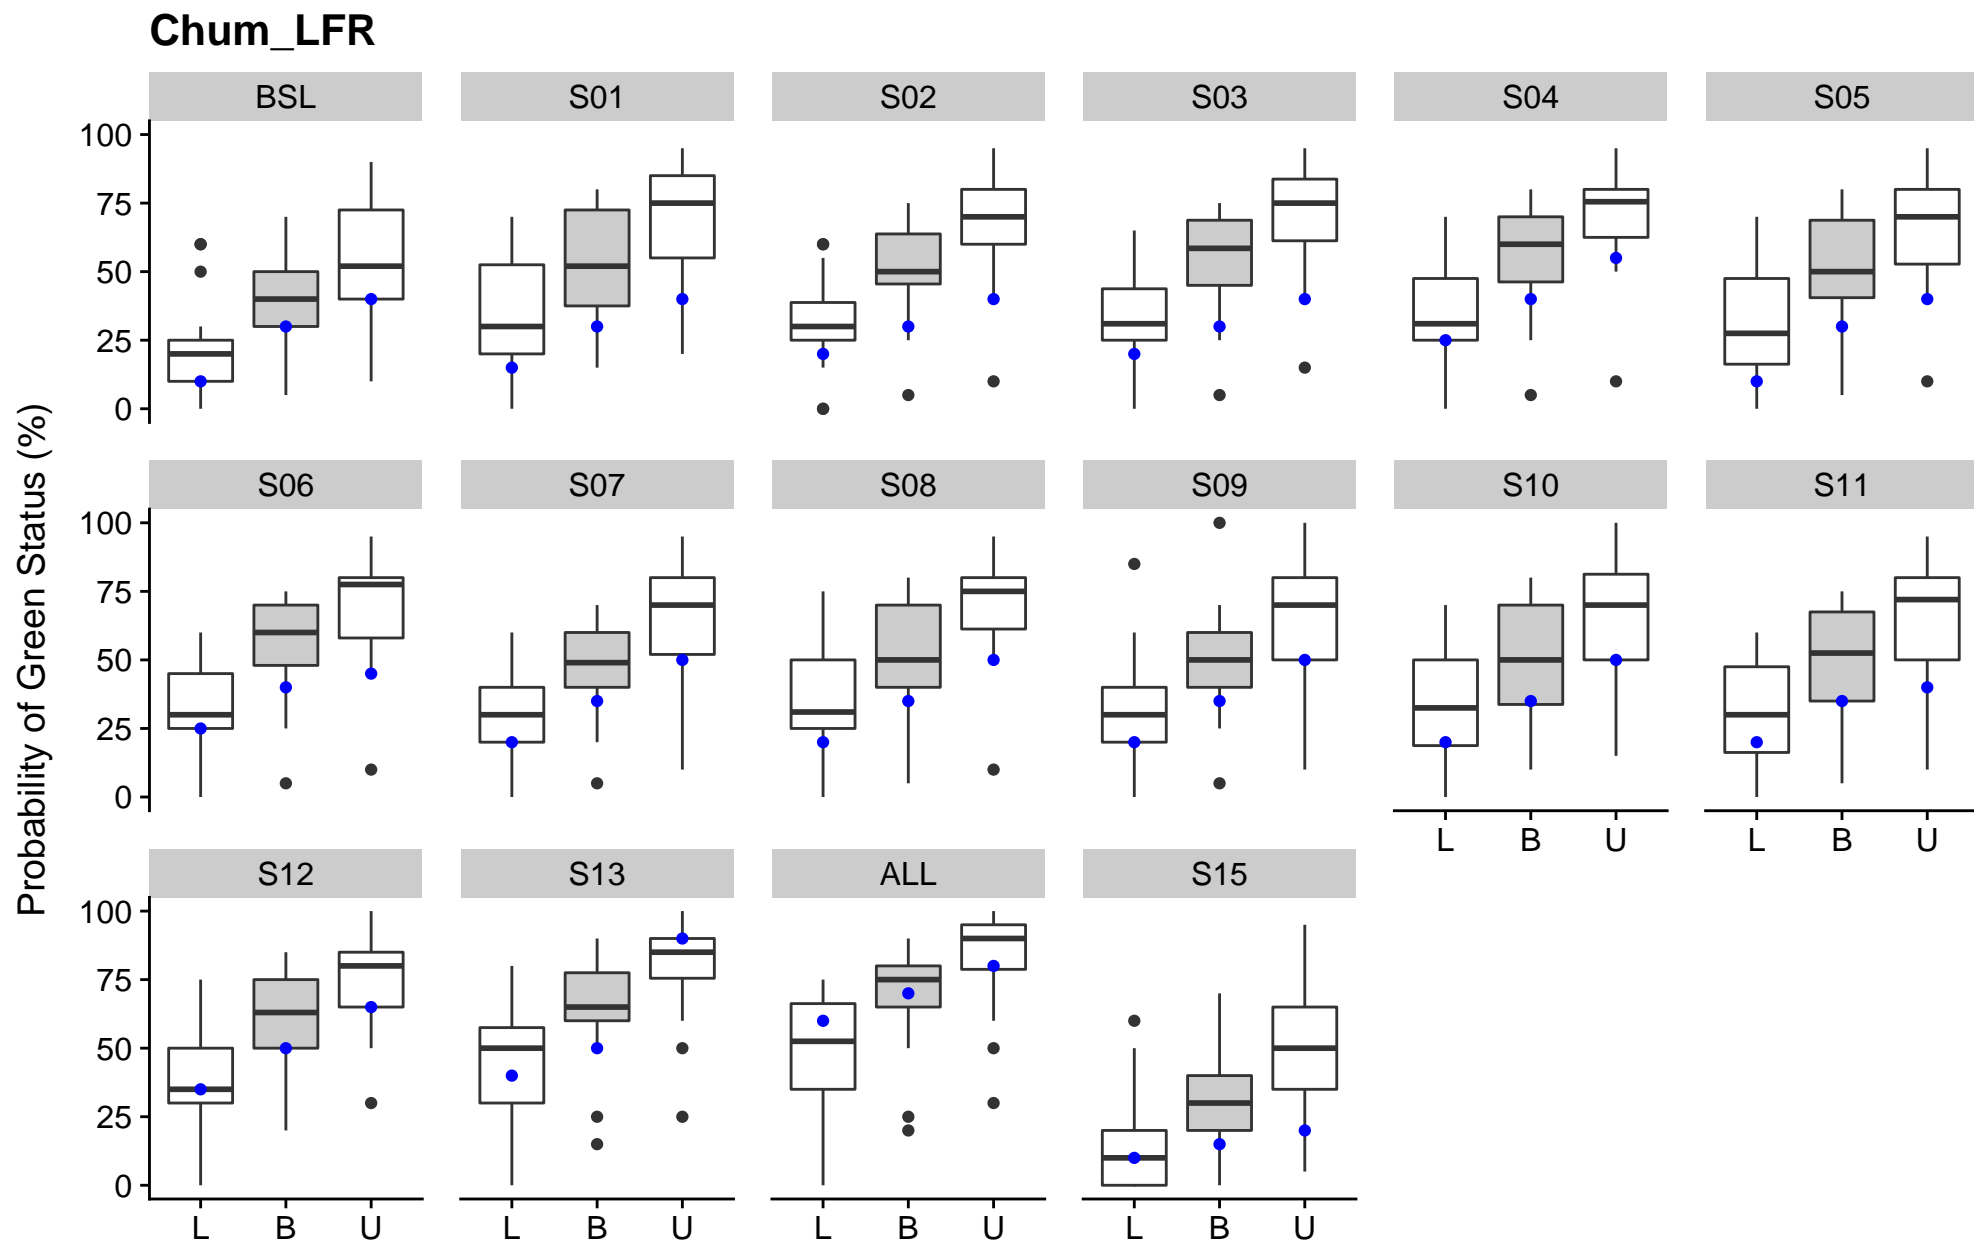 Chum_LFR
BSL S01 S02 S03 S04 S05
100
75
50
25
0
Probability of Green Status (%)
S06 S07 S08 S09 S10 S11
100
75
50
25
0
L B U L B U
S12 S13 ALL S15
100
75
50
25
0
L B U L B U L B U L B U